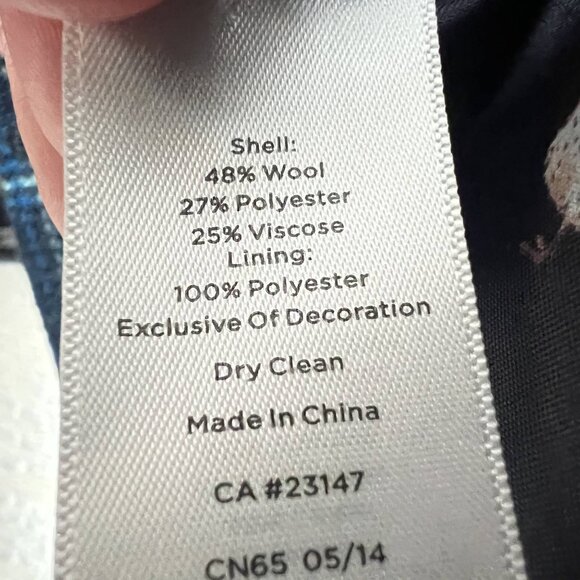 Shell:
48% Wool
27% Polyester
25% Viscose
Lining:
100% Polyester
Exclusive Of Decoration
Dry Clean
Made In China
CA #23147
CN65 05/14